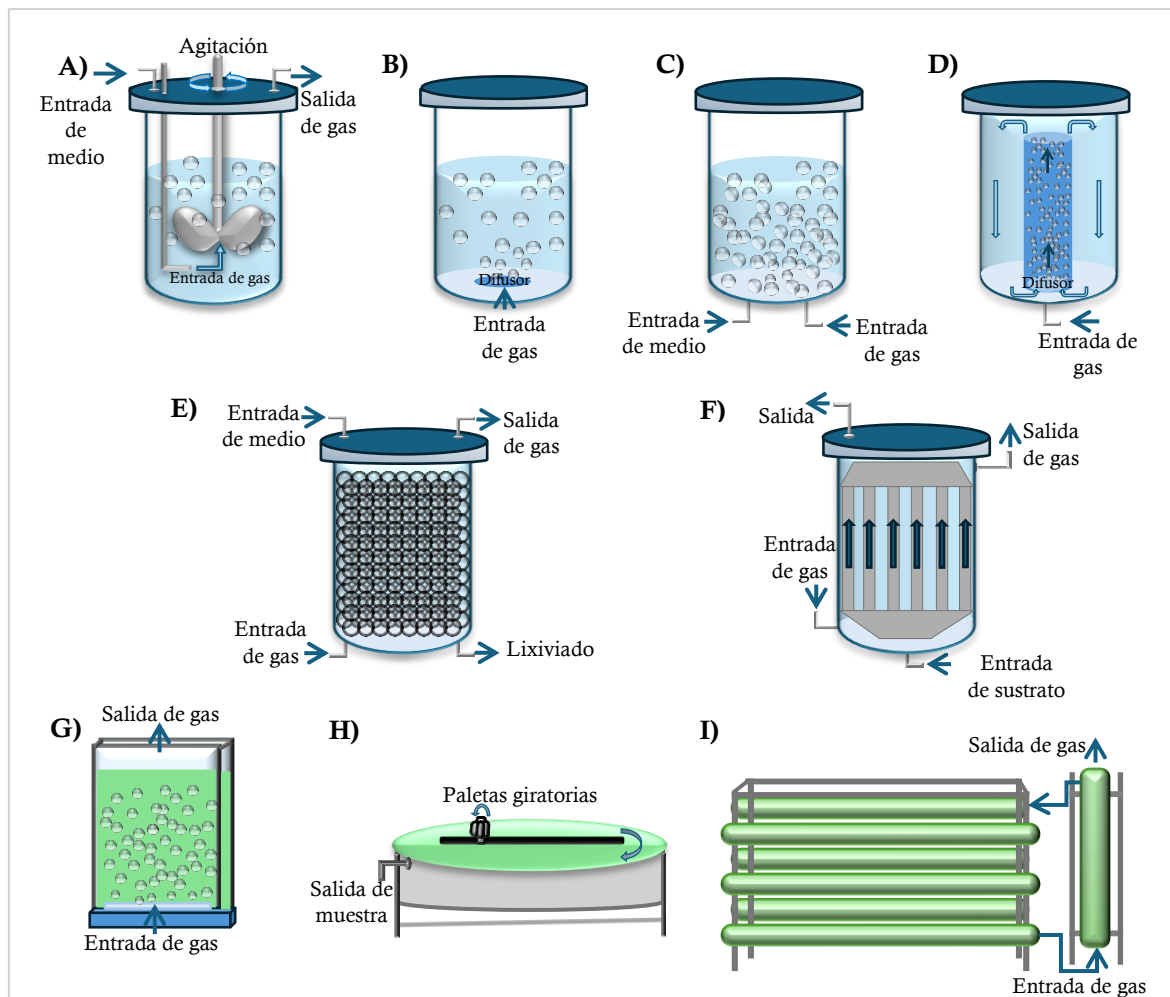 A)
Agitación
Entrada
de
medio
Salida
de gas
Entrada de gas
B)
Difusor
Entrada
de gas
C)
Entrada
de medio
Entrada
de gas
D)
Difusor
Entrada de
gas
E)
Entrada
de medio
Salida
de gas
Entrada
de gas
Lixiviado
F)
Salida
Salida
de gas
Entrada
de gas
Entrada
de sustrato
G)
Salida de gas
Entrada de gas
H)
Paletas giratorias
Salida de
muestra
I)
Salida de gas
Entrada de gas